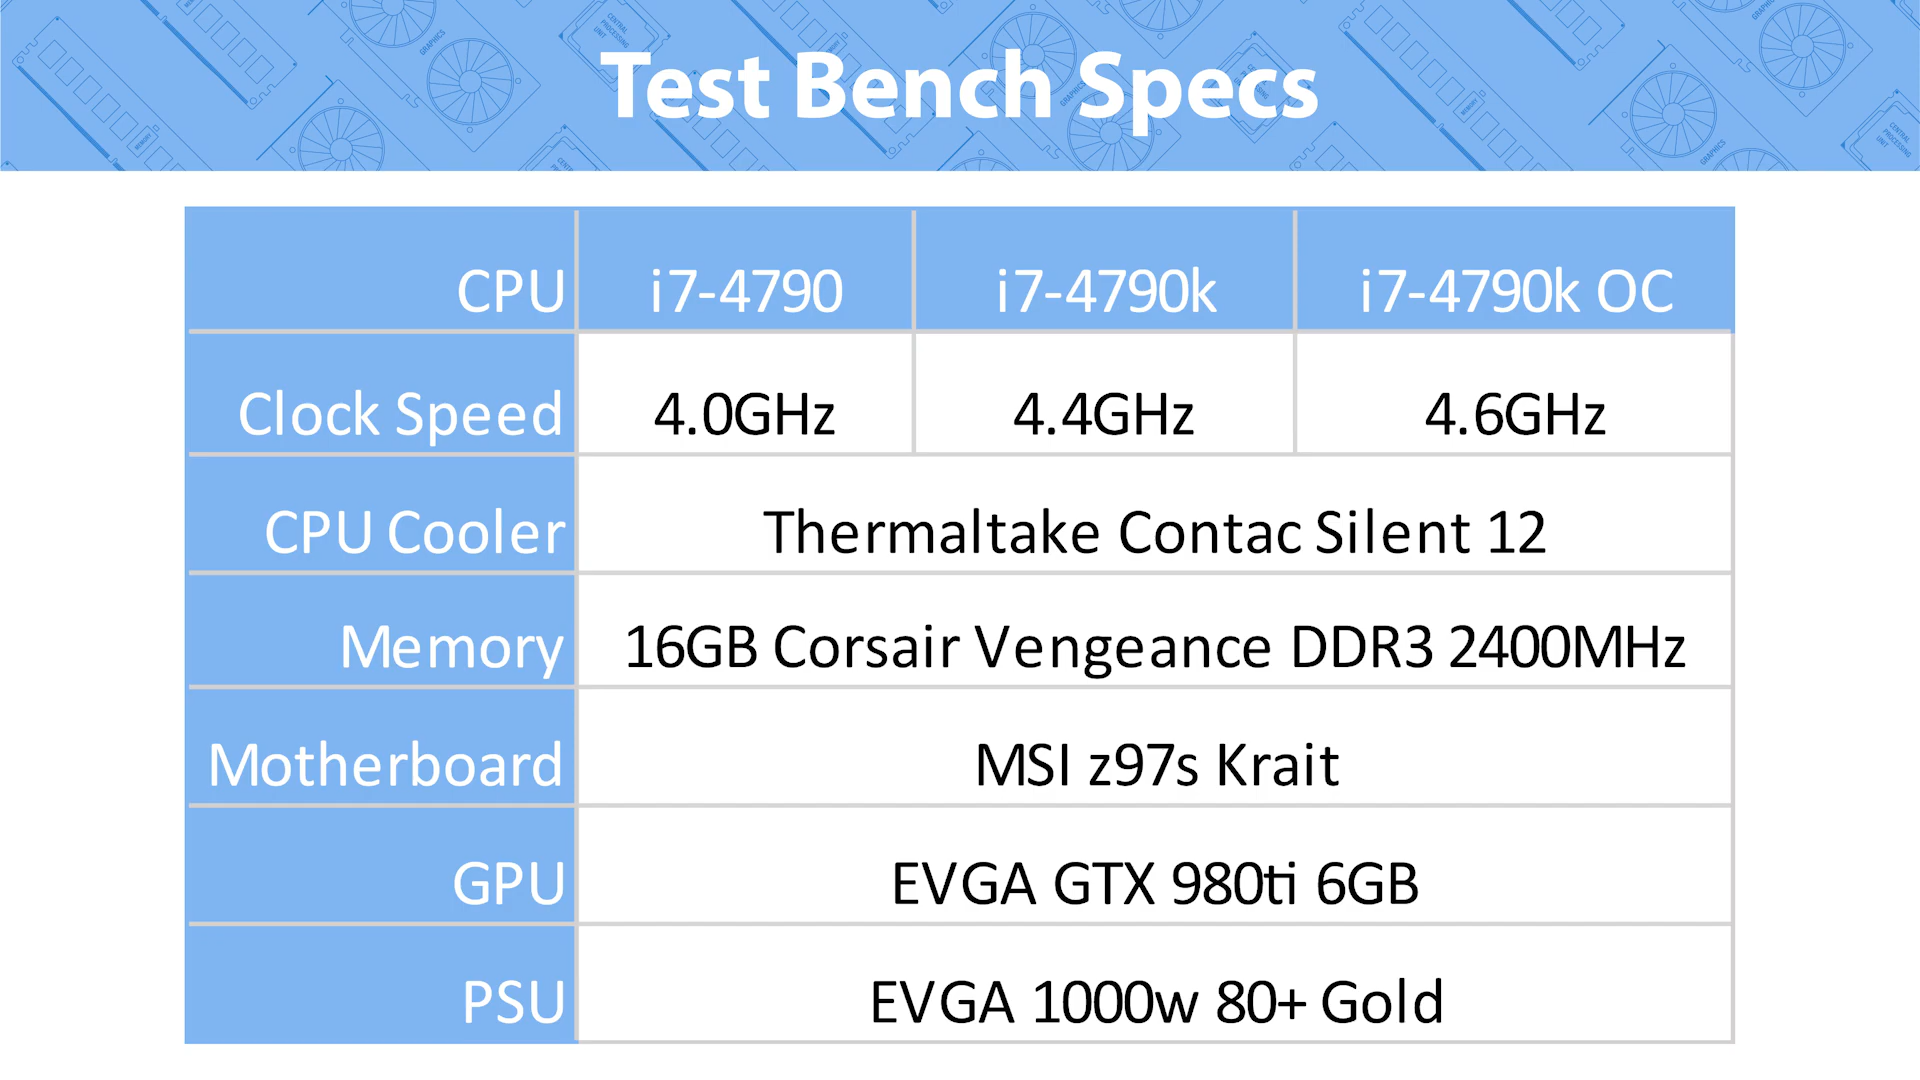 Test Bench Specs
CPU i7-4790 i7-4790k i7-4790k OC
Clock Speed 4.0GHz 4.4GHz 4.6GHz
CPU Cooler Thermaltake Contac Silent 12
Memory 16GB Corsair Vengeance DDR3 2400MHz
Motherboard MSI z97s Krait
GPU EVGA GTX 980ti 6GB
PSU EVGA 1000w 80+ Gold